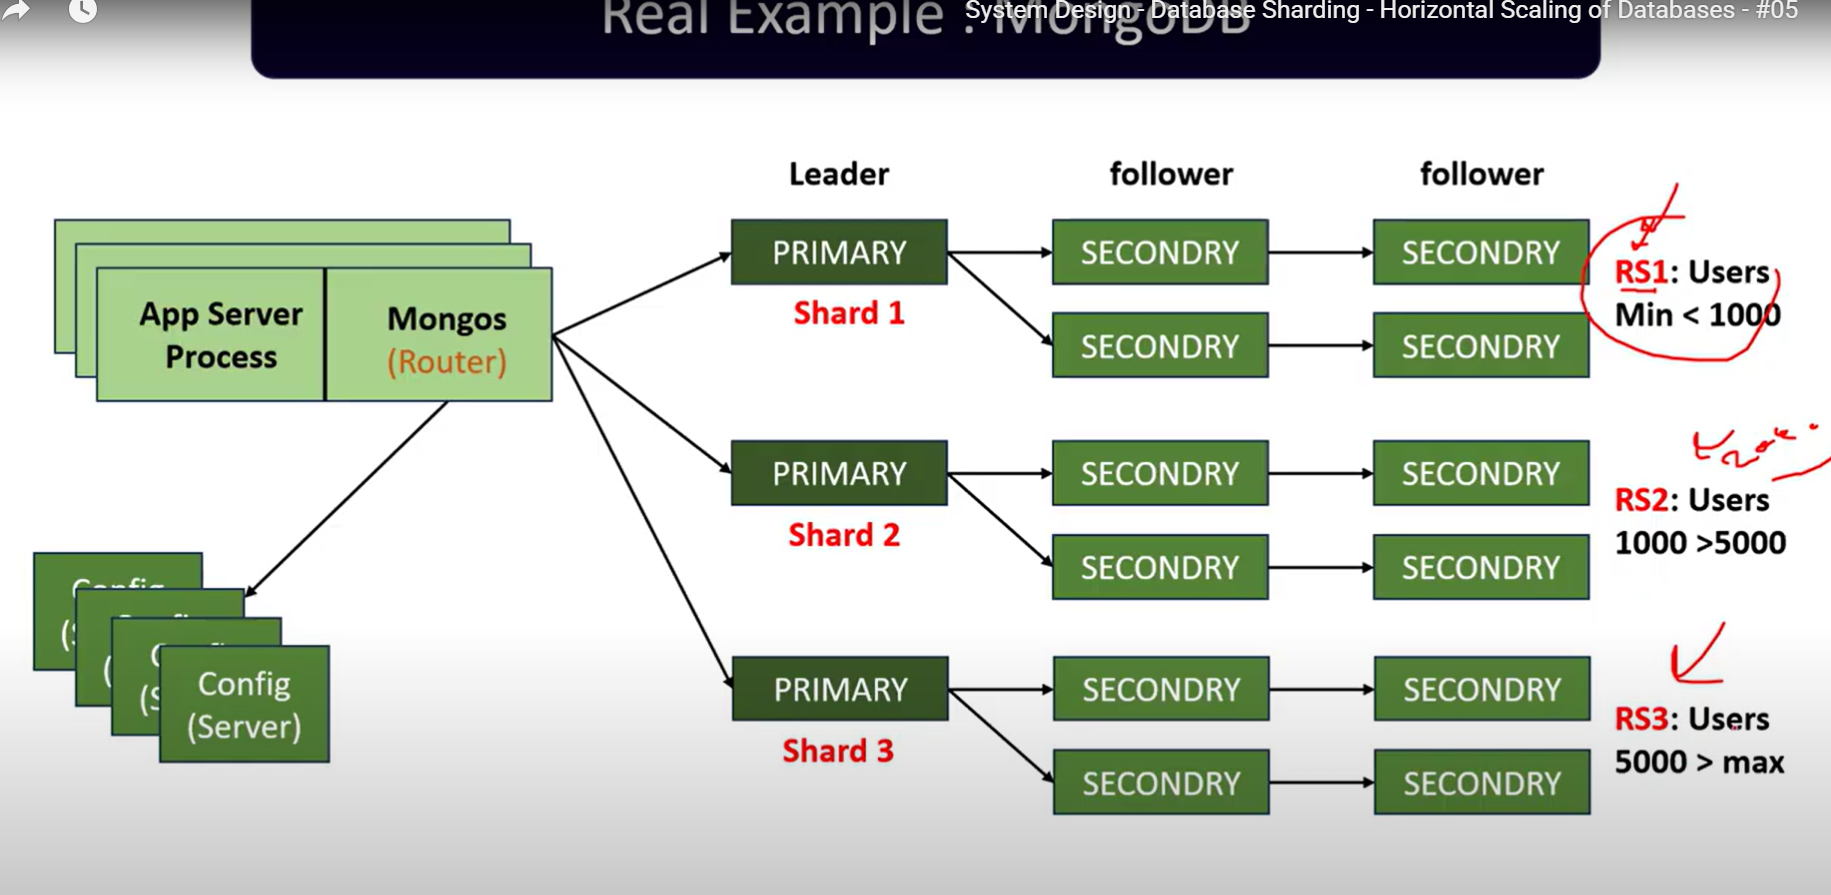 System Design - Database Sharding - Horizontal Scaling of Databases - #05
Real Example : MongoDB
Leader
follower
follower
App Server
Process
Mongos
(Router)
PRIMARY
Shard 1
SECONDRY
SECONDRY
SECONDRY
SECONDRY
RS1: Users
Min < 1000
PRIMARY
Shard 2
SECONDRY
SECONDRY
SECONDRY
SECONDRY
RS2: Users
1000 >5000
PRIMARY
Shard 3
SECONDRY
SECONDRY
SECONDRY
SECONDRY
RS3: Users
5000 > max
Config
Config
(Server)